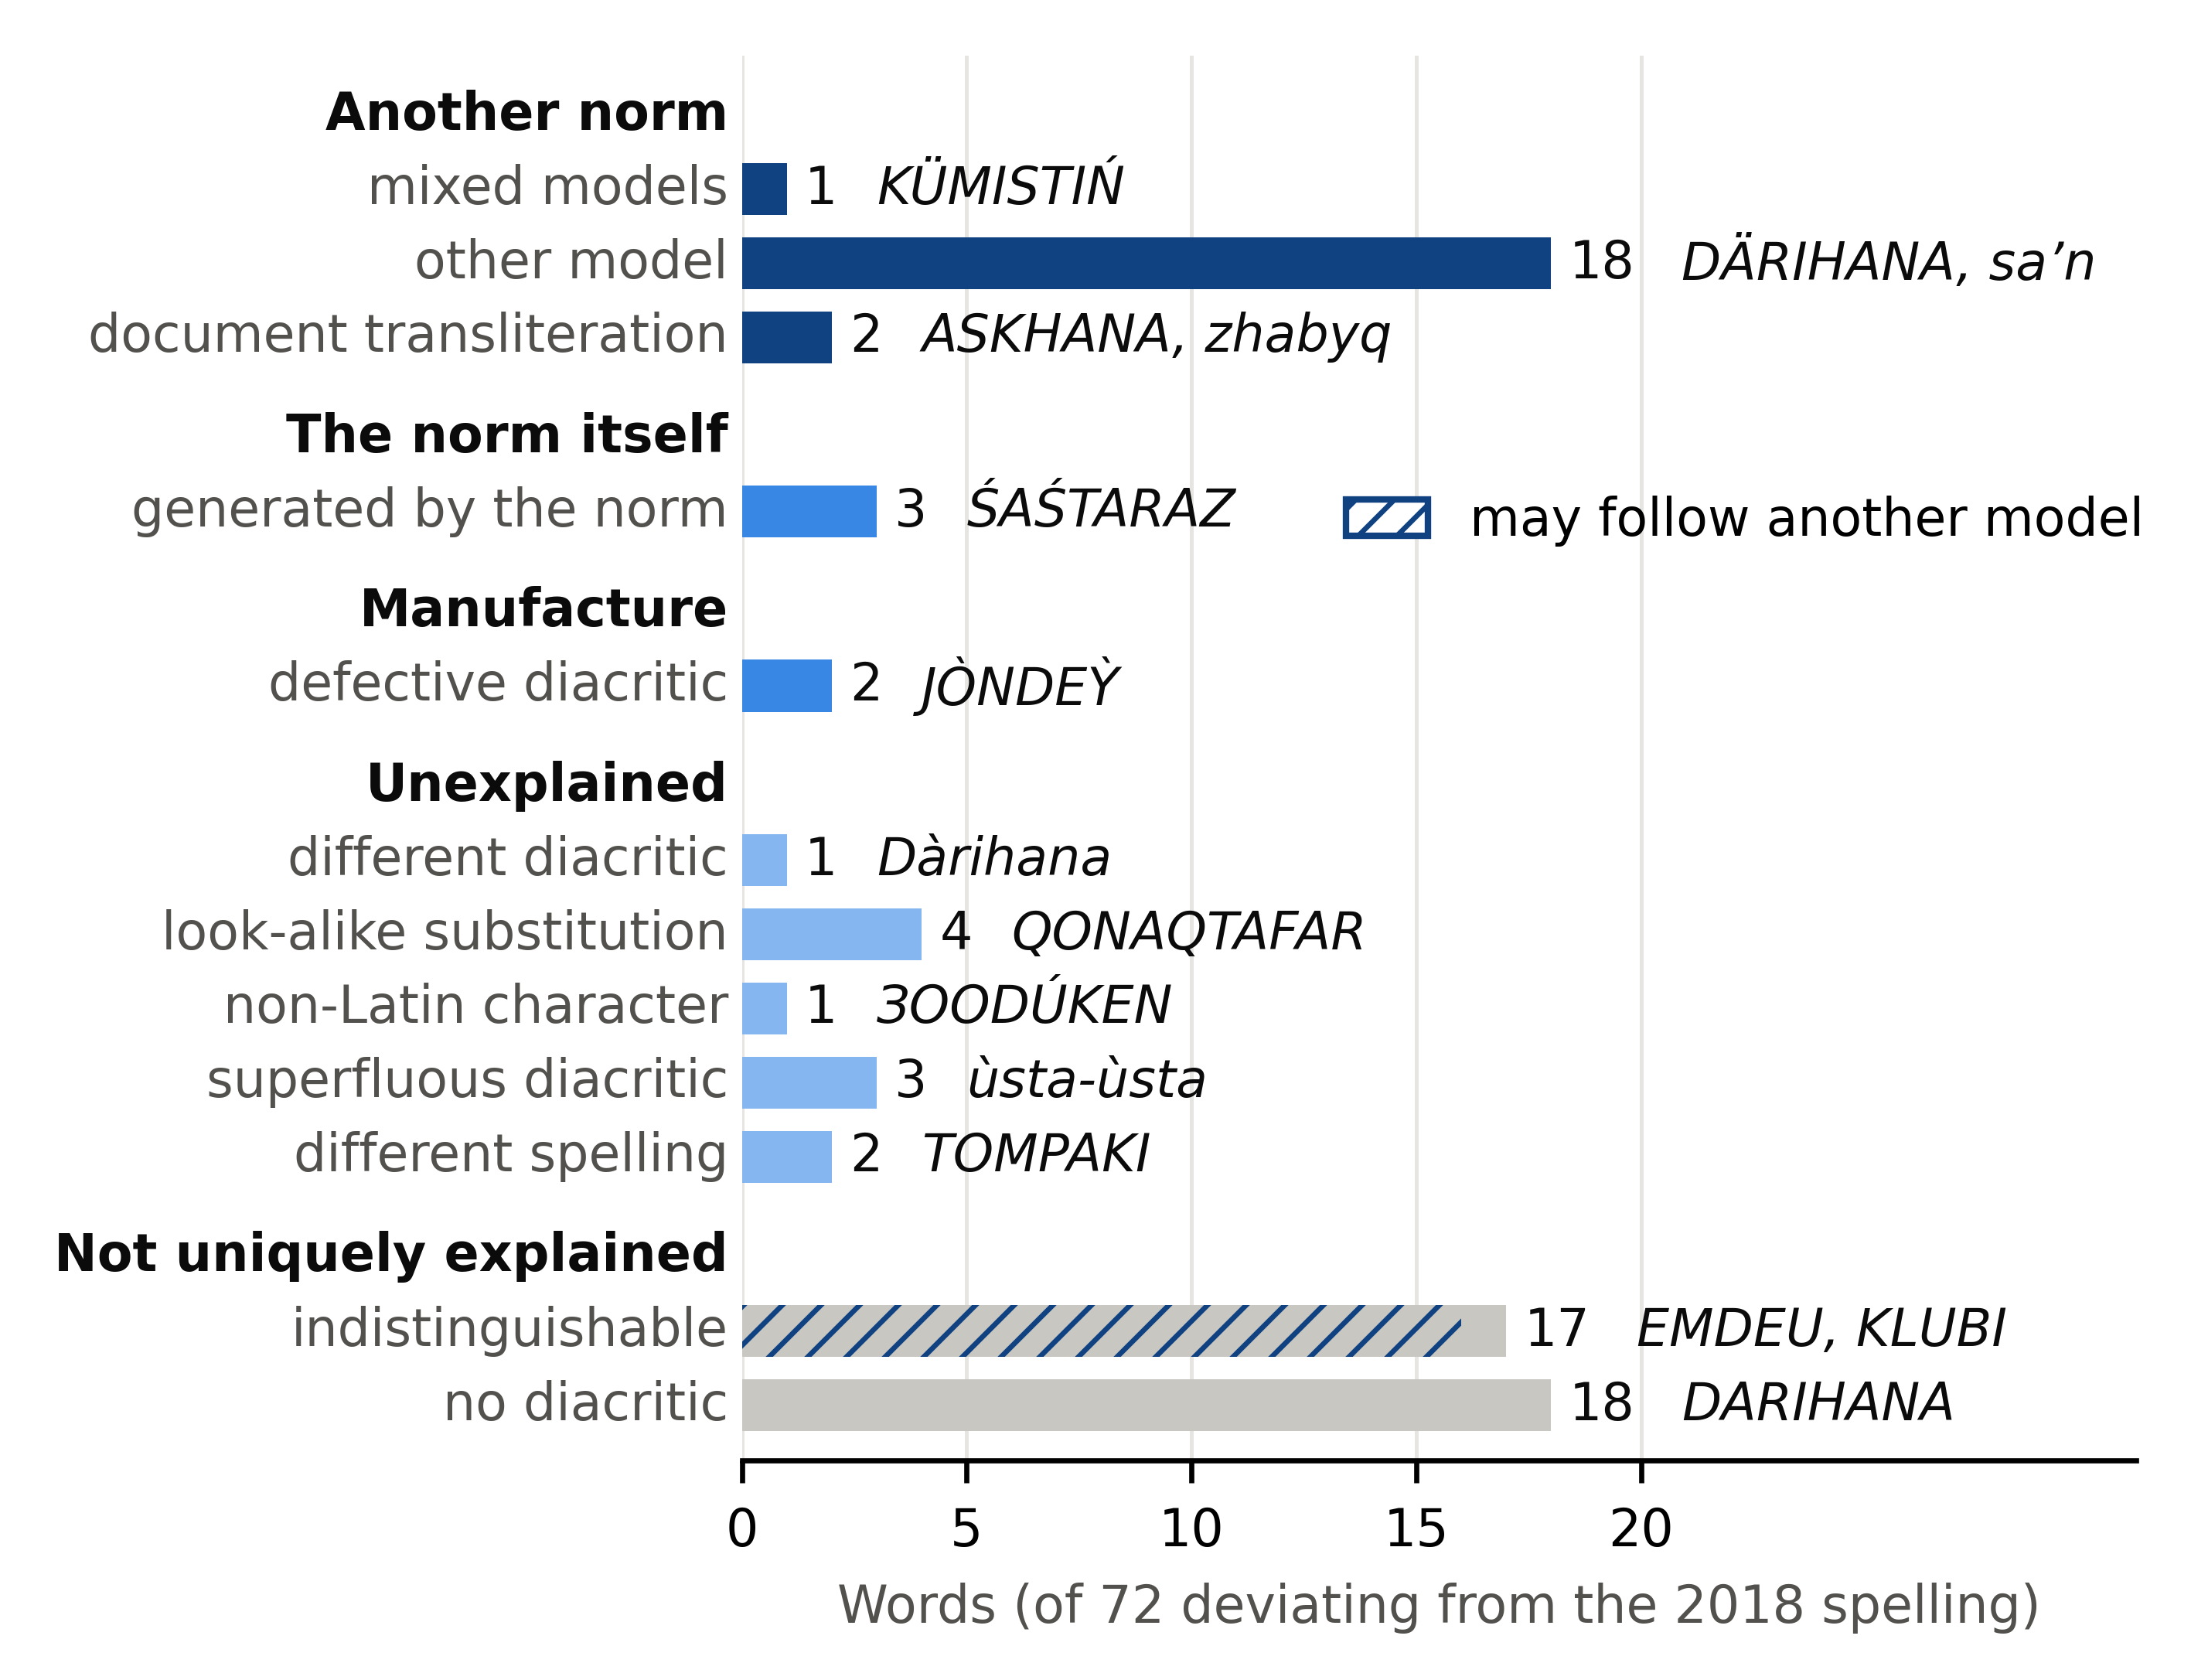 Another norm
mixed models 1 KÜMISTIŃ
other model 18 DÄRIHANA, sa’n
document transliteration 2 ASKHANA, zhabyq
The norm itself
generated by the norm 3 ŚAŚTARAZ
may follow another model
Manufacture
defective diacritic 2 JÒNDEỲ
Unexplained
different diacritic 1 Dàrihana
look-alike substitution 4 QONAQTAFAR
non-Latin character 1 ЗOODÚKEN
superfluous diacritic 3 ùsta-ùsta
different spelling 2 TOMPAKI
Not uniquely explained
indistinguishable 17 EMDEU, KLUBI
no diacritic 18 DARIHANA
0 5 10 15 20
Words (of 72 deviating from the 2018 spelling)